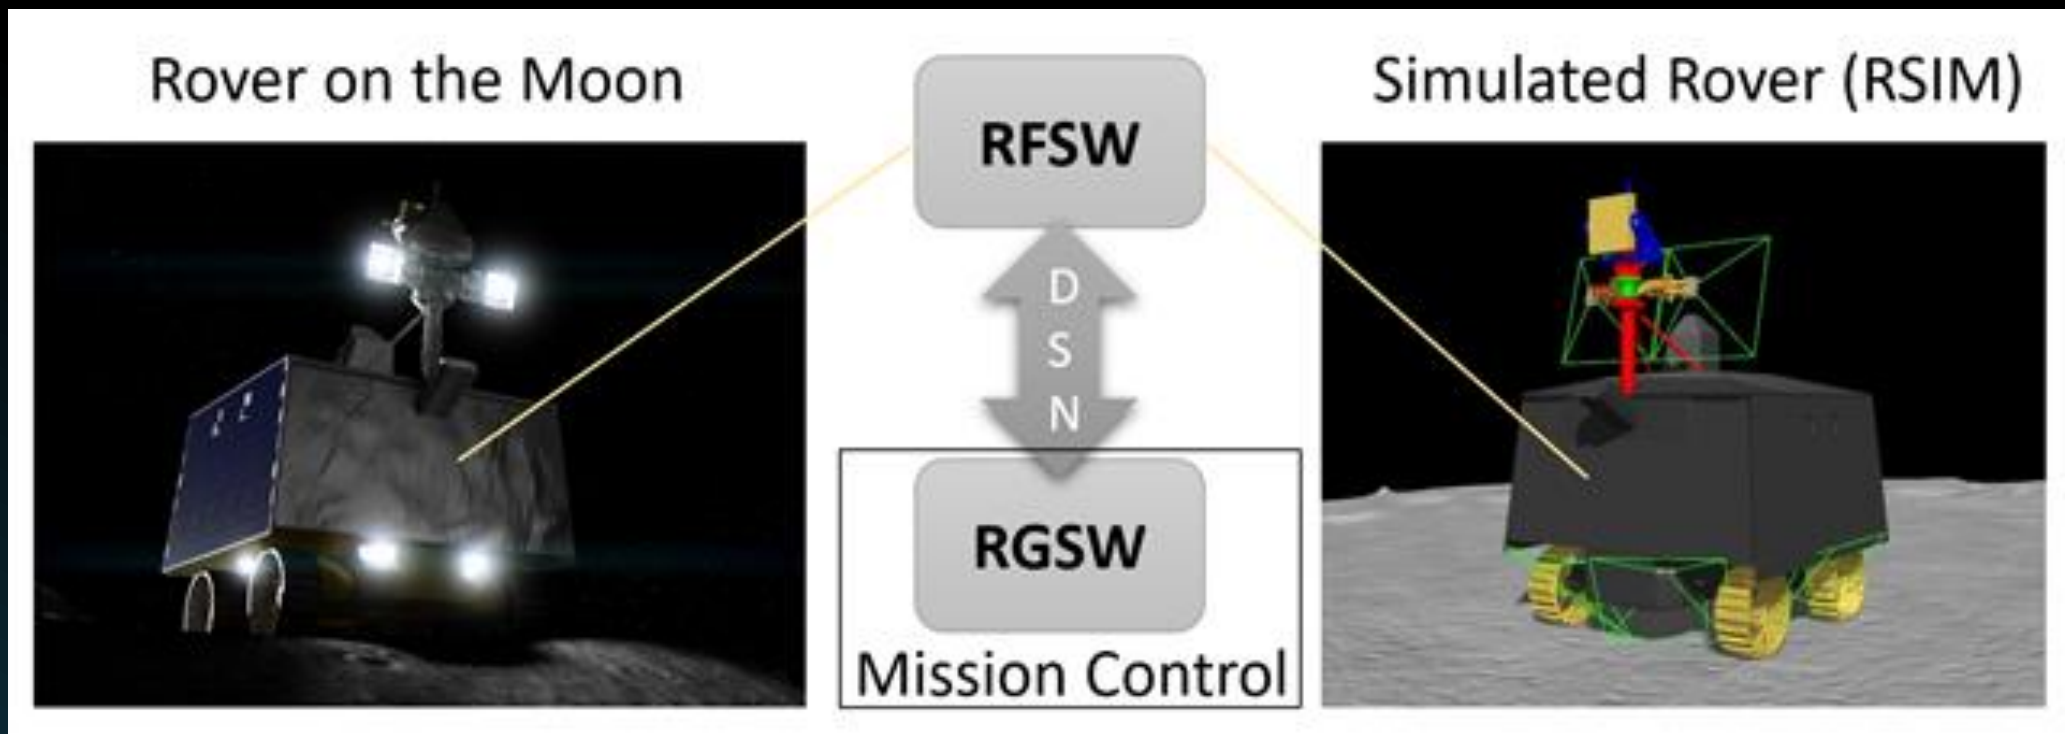 Rover on the Moon
RFSW
Simulated Rover (RSIM)
D
S
N
RGSW
Mission Control